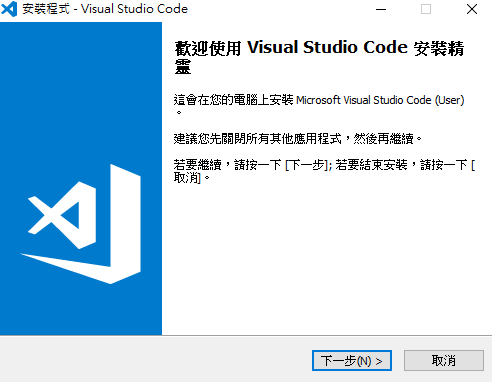 安裝程式 - Visual Studio Code
歡迎使用 Visual Studio Code 安裝精
靈
這會在您的電腦上安裝 Microsoft Visual Studio Code (User)
。
建議您先關閉所有其他應用程式，然後再繼續。
若要繼續，請按一下 [下一步]; 若要結束安裝，請按一下 [
取消]。
下一步(N) >
取消